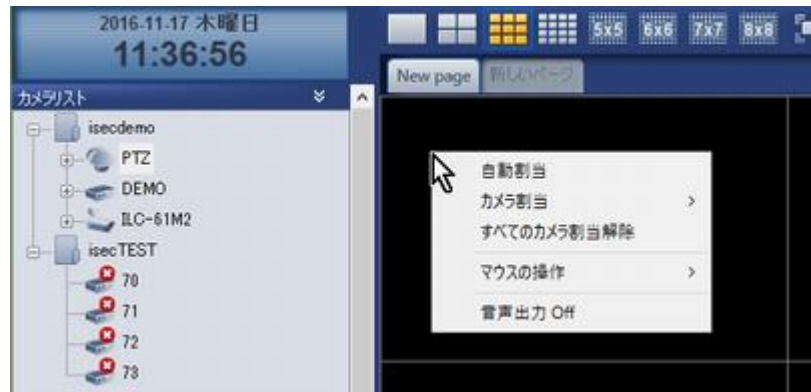 2016-11-17 木曜日
11:36:56
5x5 6x6 7x7 8x8
New page 新しいページ
カメラリスト
isecdemo
PTZ
DEMO
ILC-61M2
isecTEST
70
71
72
73
自動割当
カメラ割当
すべてのカメラ割当解除
マウスの操作
音声出力 Off